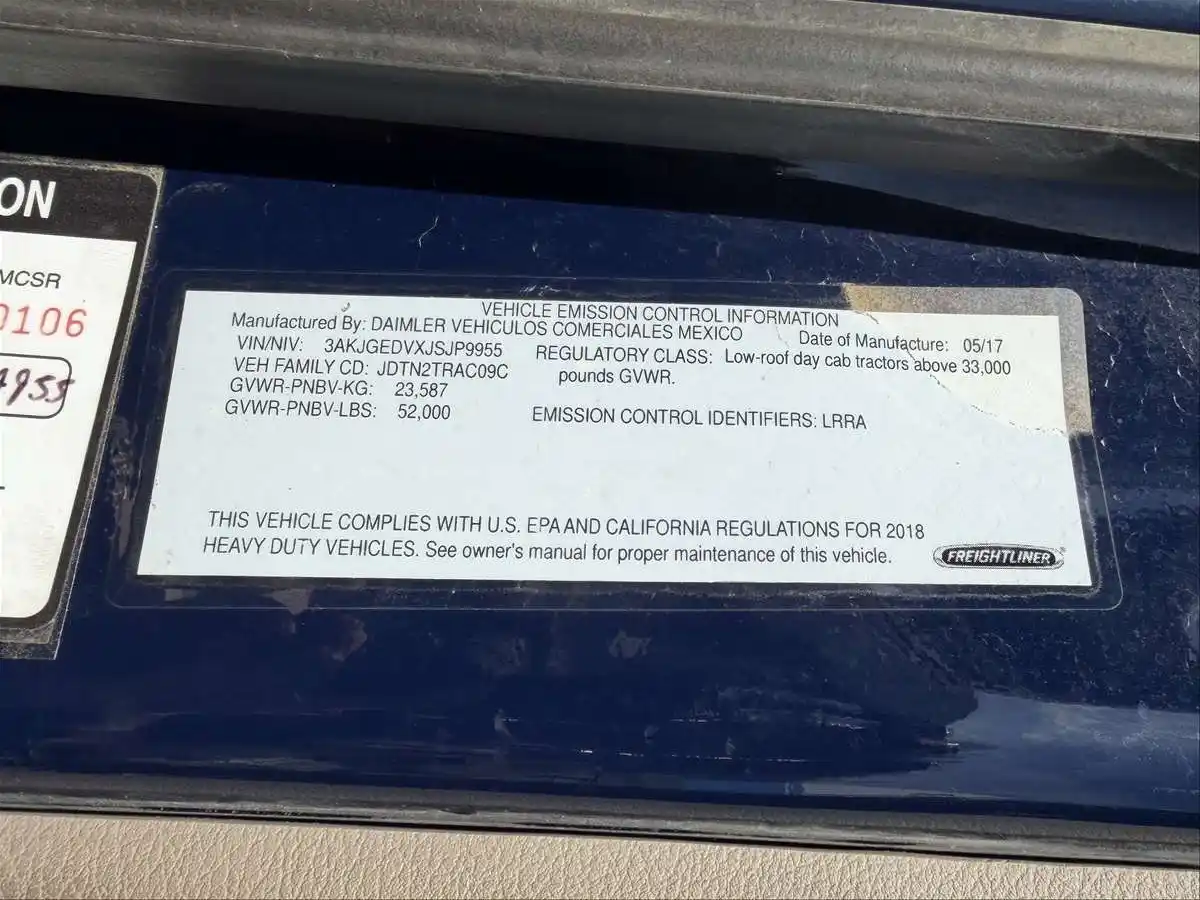 ON
MCSR
0106
9955
VEHICLE EMISSION CONTROL INFORMATION
Manufactured By: DAIMLER VEHICULOS COMERCIALES MEXICO
Date of Manufacture: 05/17
VIN/NIV: 3AKJGEDVXJSJP9955
REGULATORY CLASS: Low-roof day cab tractors above 33,000
pounds GVWR.
VEH FAMILY CD: JDTN2TRAC09C
GVWR-PNBV-KG: 23,587
GVWR-PNBV-LBS: 52,000
EMISSION CONTROL IDENTIFIERS: LRRA
THIS VEHICLE COMPLIES WITH U.S. EPA AND CALIFORNIA REGULATIONS FOR 2018
HEAVY DUTY VEHICLES. See owner's manual for proper maintenance of this vehicle.
FREIGHTLINER